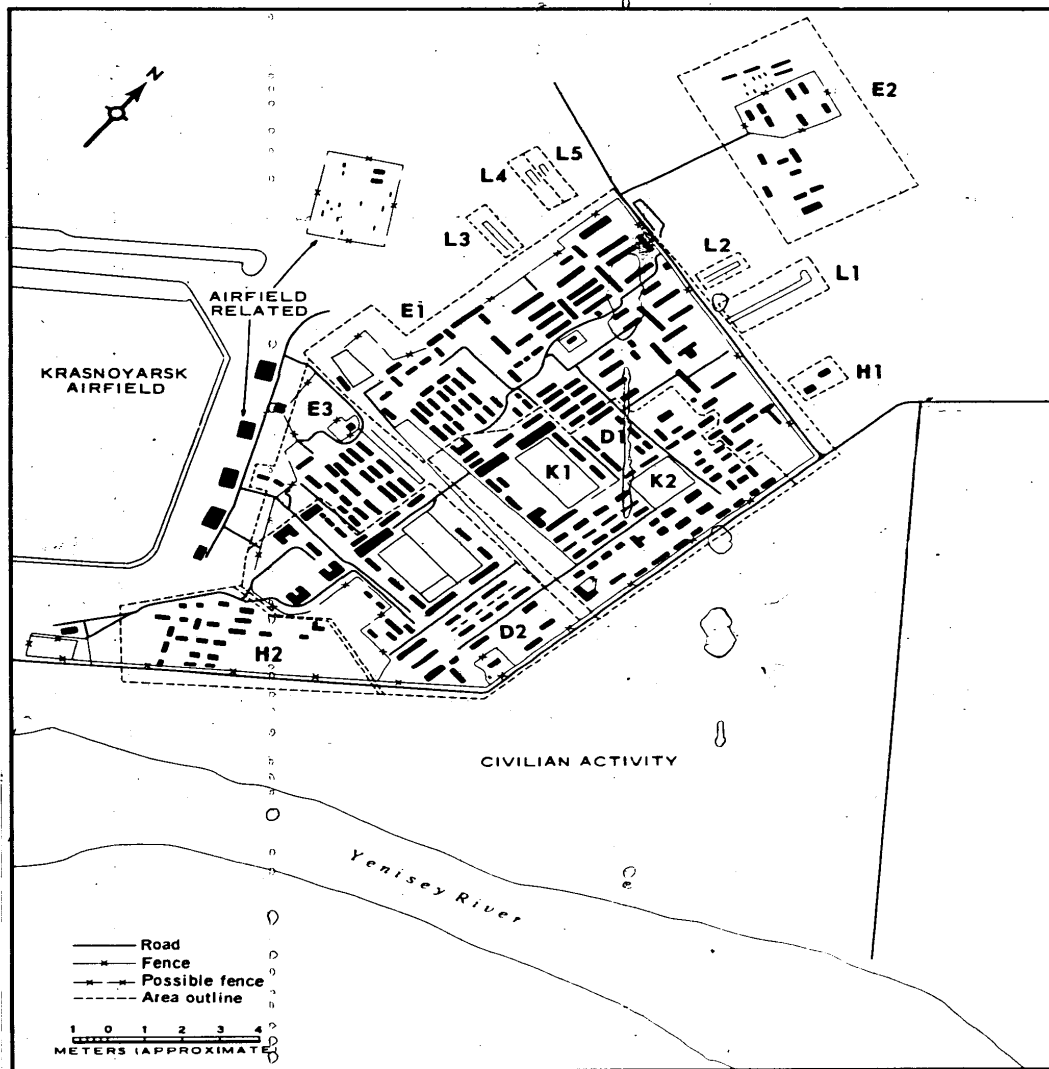 N
E2
L5
L4
L3
L2
L1
AIRFIELD
RELATED
E1
H1
KRASNOYARSK
AIRFIELD
E3
D1
K1
K2
D2
H2
CIVILIAN ACTIVITY
Yenisey River
Road
Fence
Possible fence
Area outline
1 0 1 2 3 4
METERS (APPROXIMATE)